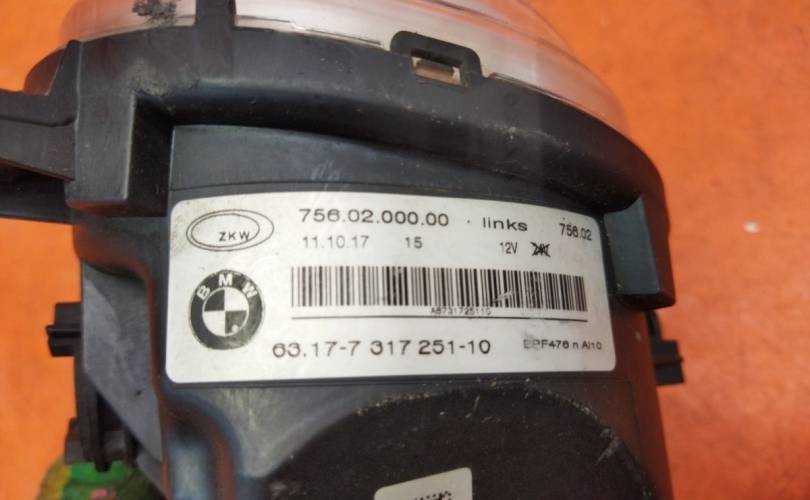 756.02.000.00 . links 756.02
ZKW
11.10.17 15 12V
BMW
A8731725110
63.17-7 317 251-10